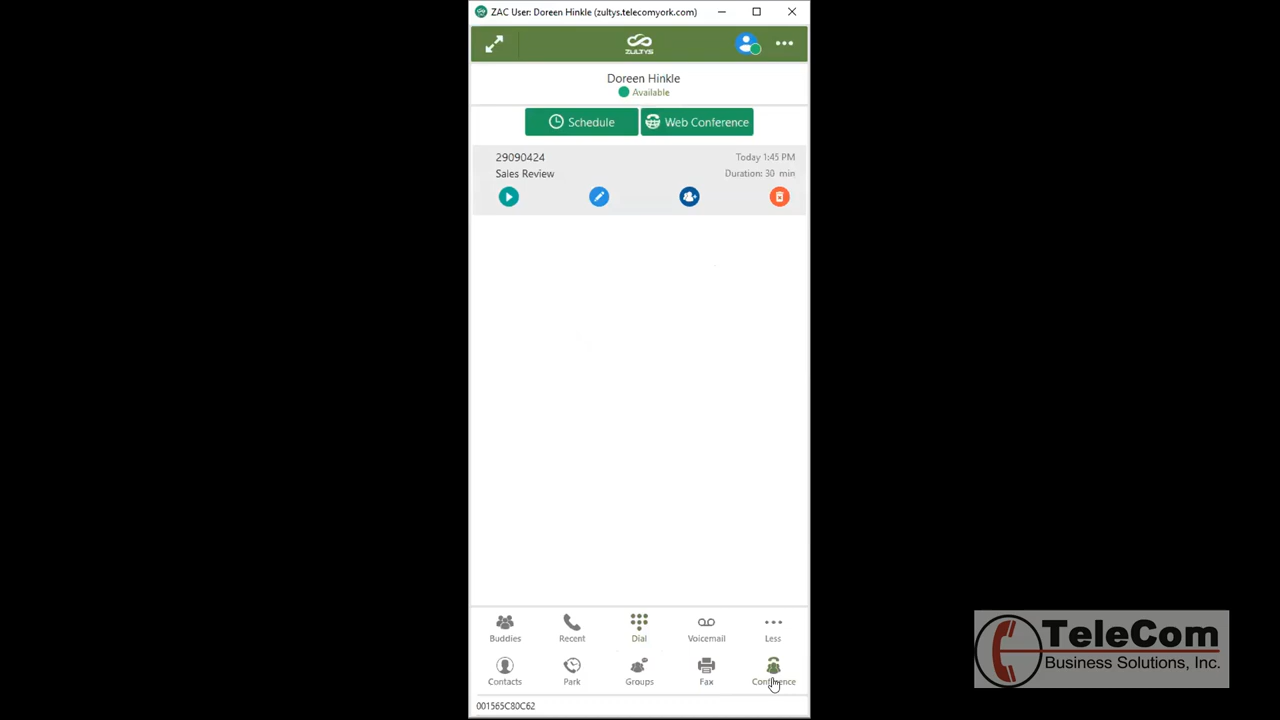 ZAC User: Doreen Hinkle (zultys.telecomyork.com)
ZULTYS
Doreen Hinkle
Available
Schedule
Web Conference
29090424
Today 1:45 PM
Sales Review
Duration: 30 min
Buddies
Recent
Dial
Voicemail
Less
Contacts
Park
Groups
Fax
Conference
001565C80C62
TeleCom
Business Solutions, Inc.